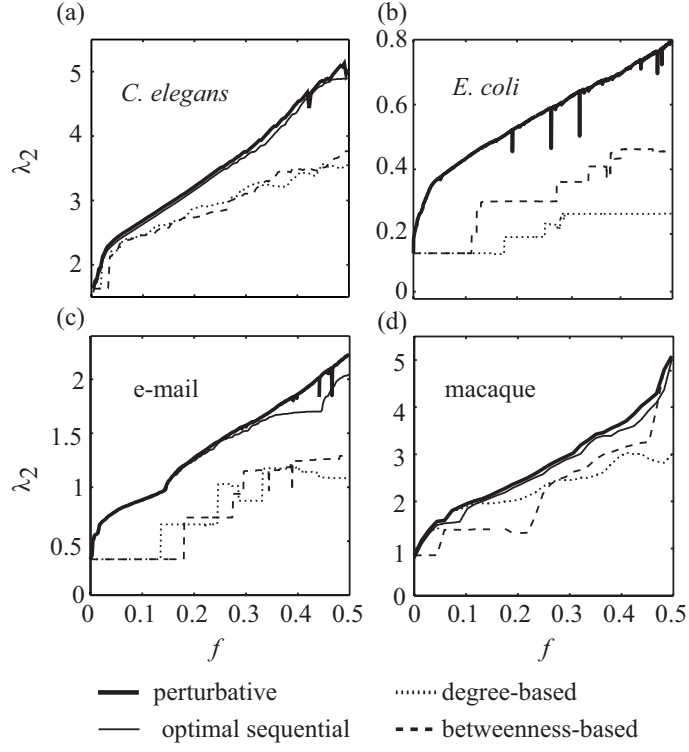 (a)
(b)
C. elegans
E. coli
λ2
5
4
3
2
0.8
0.6
0.4
0.2
0
(c)
(d)
e-mail
macaque
λ2
2
1.5
1
0.5
0
5
4
3
2
1
0
0 0.1 0.2 0.3 0.4 0.5
0 0.1 0.2 0.3 0.4 0.5
f
f
perturbative
degree-based
optimal sequential
betweenness-based